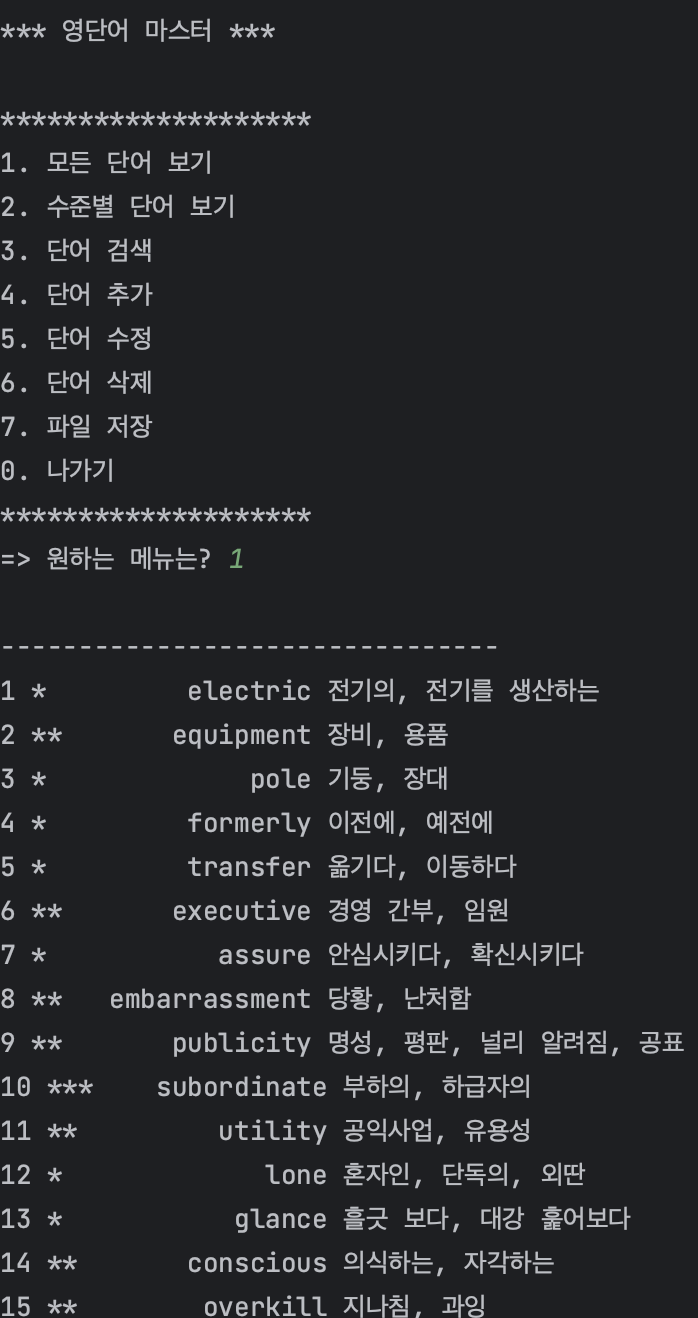 *** 영단어 마스터 ***
********************
1. 모든 단어 보기
2. 수준별 단어 보기
3. 단어 검색
4. 단어 추가
5. 단어 수정
6. 단어 삭제
7. 파일 저장
0. 나가기
********************
=> 원하는 메뉴는? 1
--------------------------------
1 *         electric 전기의, 전기를 생산하는
2 **       equipment 장비, 용품
3 *             pole 기둥, 장대
4 *         formerly 이전에, 예전에
5 *         transfer 옮기다, 이동하다
6 **       executive 경영 간부, 임원
7 *           assure 안심시키다, 확신시키다
8 **   embarrassment 당황, 난처함
9 **       publicity 명성, 평판, 널리 알려짐, 공표
10 ***    subordinate 부하의, 하급자의
11 **         utility 공익사업, 유용성
12 *             lone 혼자인, 단독의, 외딴
13 *           glance 흘긋 보다, 대강 훑어보다
14 **       conscious 의식하는, 자각하는
15 **        overkill 지나침, 과잉